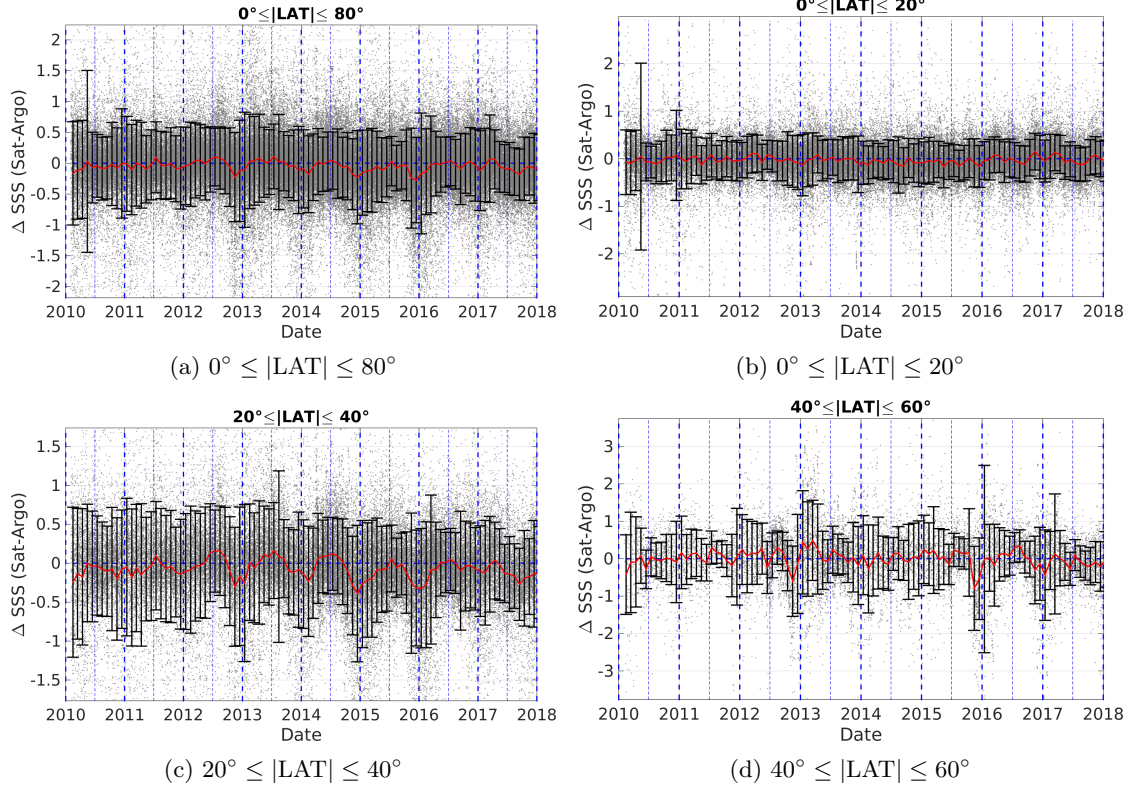 0°≤|LAT|≤ 80°
Δ SSS (Sat-Argo)
2
1.5
1
0.5
0
-0.5
-1
-1.5
-2
2010 2011 2012 2013 2014 2015 2016 2017 2018
Date
(a) 0° ≤ |LAT| ≤ 80°
0°≤|LAT|≤ 20°
Δ SSS (Sat-Argo)
2
1
0
-1
-2
2010 2011 2012 2013 2014 2015 2016 2017 2018
Date
(b) 0° ≤ |LAT| ≤ 20°
20°≤|LAT|≤ 40°
Δ SSS (Sat-Argo)
1.5
1
0.5
0
-0.5
-1
-1.5
2010 2011 2012 2013 2014 2015 2016 2017 2018
Date
(c) 20° ≤ |LAT| ≤ 40°
40°≤|LAT|≤ 60°
Δ SSS (Sat-Argo)
3
2
1
0
-1
-2
-3
2010 2011 2012 2013 2014 2015 2016 2017 2018
Date
(d) 40° ≤ |LAT| ≤ 60°